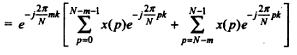 = e^{-j\frac{2\pi}{N}mk} \left[ \sum_{p=0}^{N-m-1} x(p) e^{-j\frac{2\pi}{N}pk} + \sum_{p=N-m}^{N-1} x(p) e^{-j\frac{2\pi}{N}pk} \right]